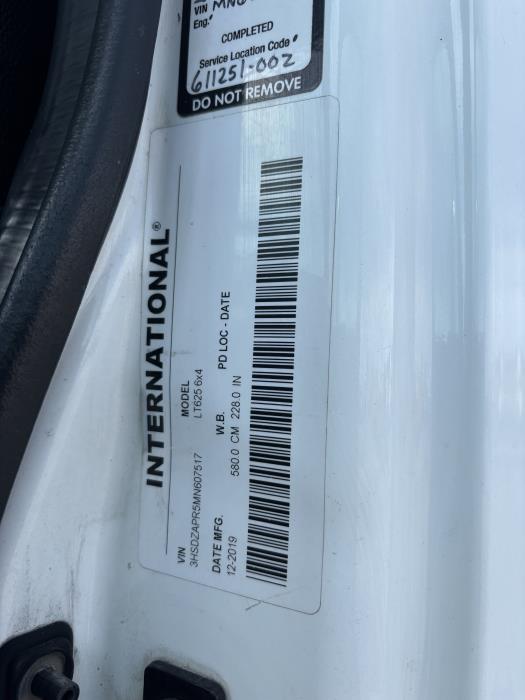 VIN MN6
Eng.
COMPLETED
Service Location Code
611251-002
DO NOT REMOVE
INTERNATIONAL®
VIN MODEL
3HSDZAPR5MN607517 LT625 6x4
DATE MFG. W.B. PD LOC - DATE
12-2019 580.0 CM 228.0 IN